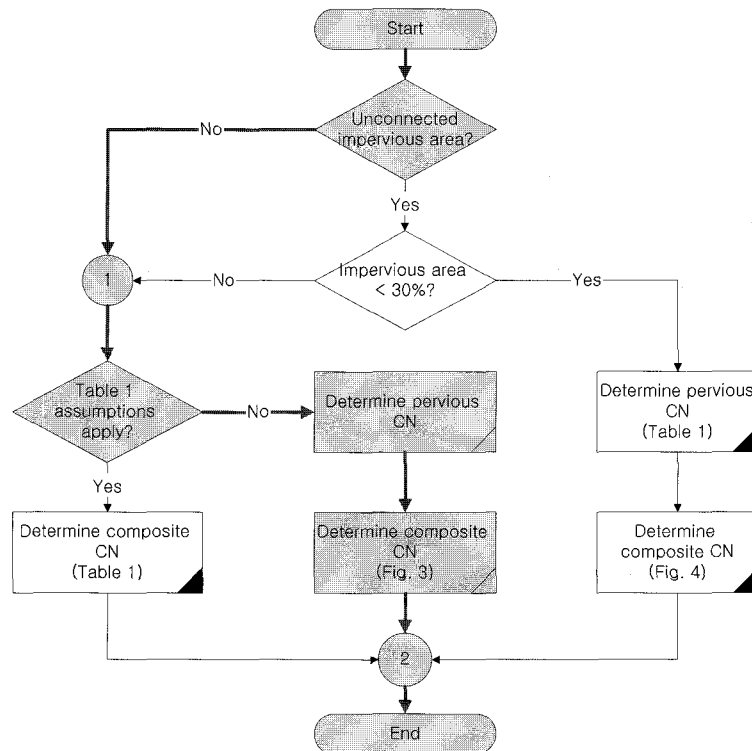 Start
Unconnected
impervious area?
No
Yes
Impervious area
< 30%?
No
Yes
1
Table 1
assumptions
apply?
No
Determine pervious
CN
Determine pervious
CN
(Table 1)
Yes
Determine composite
CN
(Table 1)
Determine composite
CN
(Fig. 3)
Determine
composite CN
(Fig. 4)
2
End